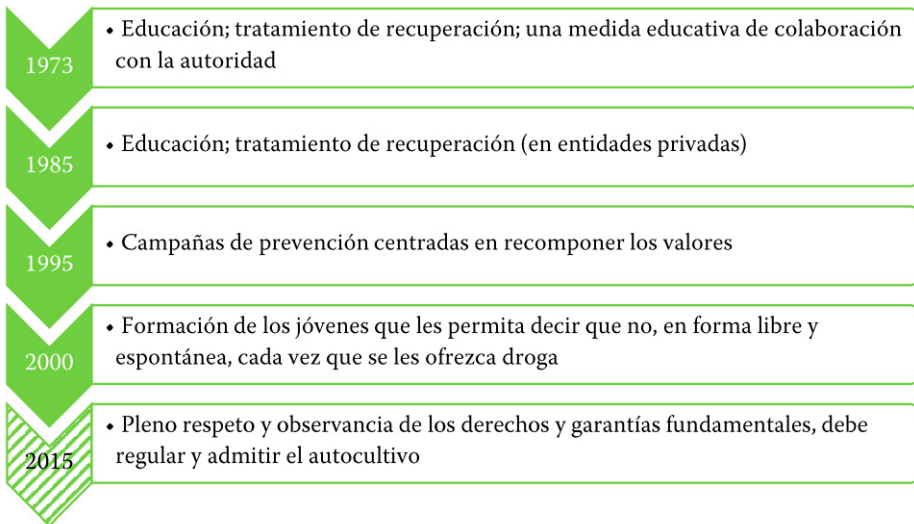 1973
• Educación; tratamiento de recuperación; una medida educativa de colaboración
con la autoridad
1985
• Educación; tratamiento de recuperación (en entidades privadas)
1995
• Campañas de prevención centradas en recomponer los valores
2000
• Formación de los jóvenes que les permita decir que no, en forma libre y
espontánea, cada vez que se les ofrezca droga
2015
• Pleno respeto y observancia de los derechos y garantías fundamentales, debe
regular y admitir el autocultivo